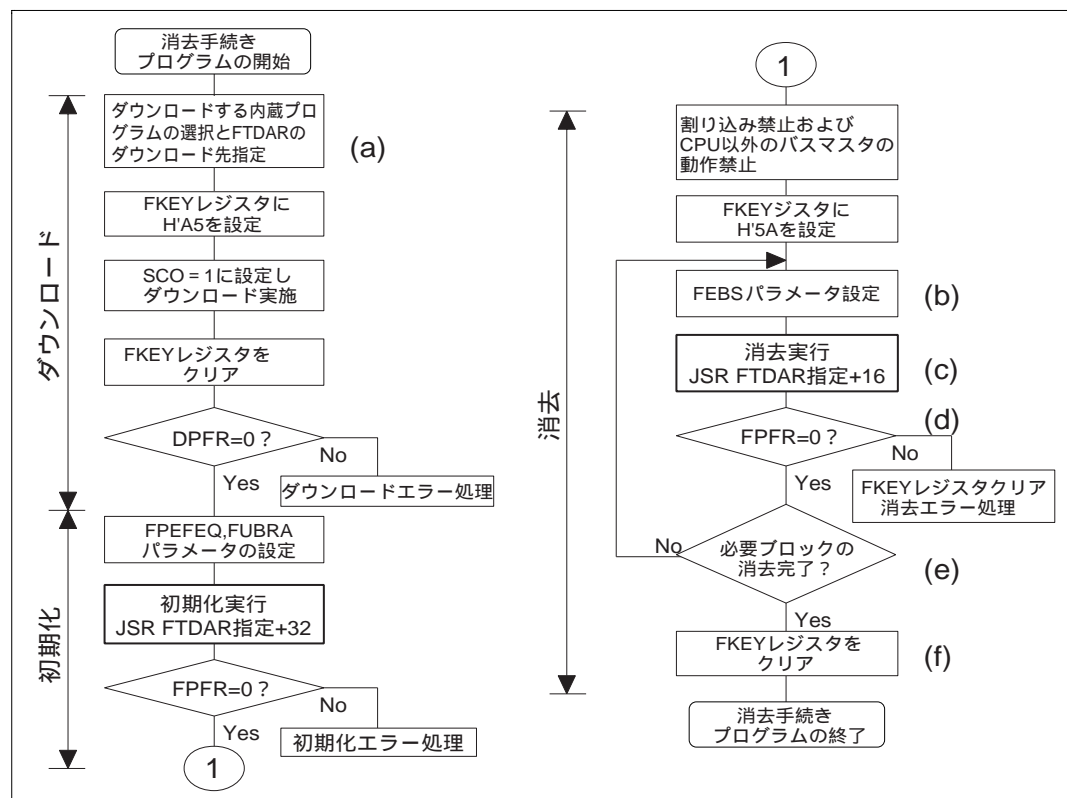 消去手続き
プログラムの開始
ダウンロード
ダウンロードする内蔵プロ
グラムの選択とFTDARの
ダウンロード先指定
(a)
FKEYレジスタに
H'A5を設定
SCO = 1に設定し
ダウンロード実施
FKEYレジスタを
クリア
DPFR=0？
No
Yes
ダウンロードエラー処理
初期化
FPEFEQ,FUBRA
パラメータの設定
初期化実行
JSR FTDAR指定+32
FPFR=0？
No
Yes
初期化エラー処理
1
1
消去
割り込み禁止および
CPU以外のバスマスタの
動作禁止
FKEYジスタに
H'5Aを設定
FEBSパラメータ設定
(b)
消去実行
JSR FTDAR指定+16
(c)
(d)
FPFR=0？
No
Yes
FKEYレジスタクリア
消去エラー処理
No
必要ブロックの
消去完了？
(e)
Yes
FKEYレジスタを
クリア
(f)
消去手続き
プログラムの終了